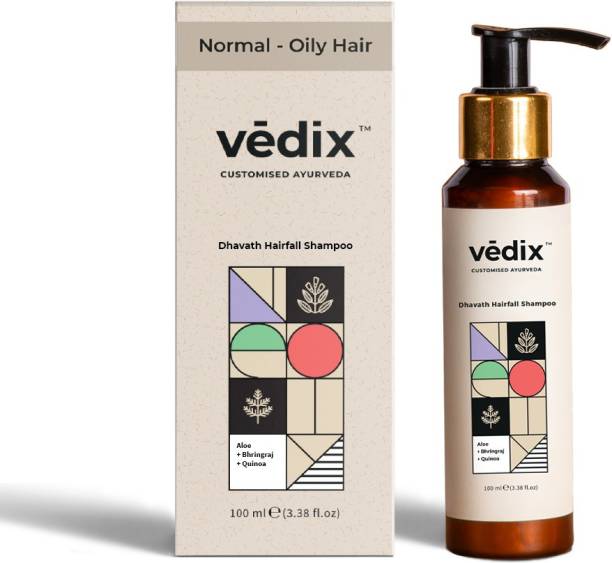 Normal - Oily Hair
vēdix™
CUSTOMISED AYURVEDA
Dhavath Hairfall Shampoo
Aloe
+ Bhringraj
+ Quinoa
100 ml ℮ (3.38 fl.oz)
vēdix™
CUSTOMISED AYURVEDA
Dhavath Hairfall Shampoo
Aloe
+ Bhringraj
+ Quinoa
100 ml ℮ (3.38 fl.oz)